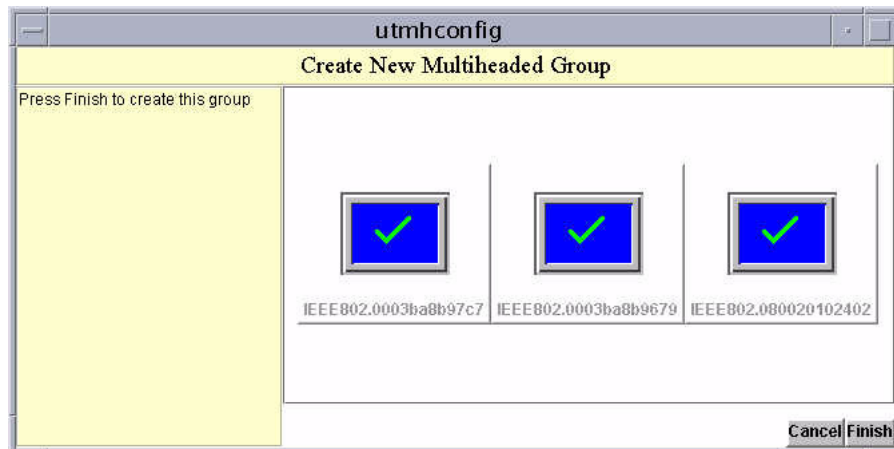 utmhconfig
Create New Multiheaded Group
Press Finish to create this group
IEEE802.0003ba8b97c7 IEEE802.0003ba8b9679 IEEE802.080020102402
Cancel Finish